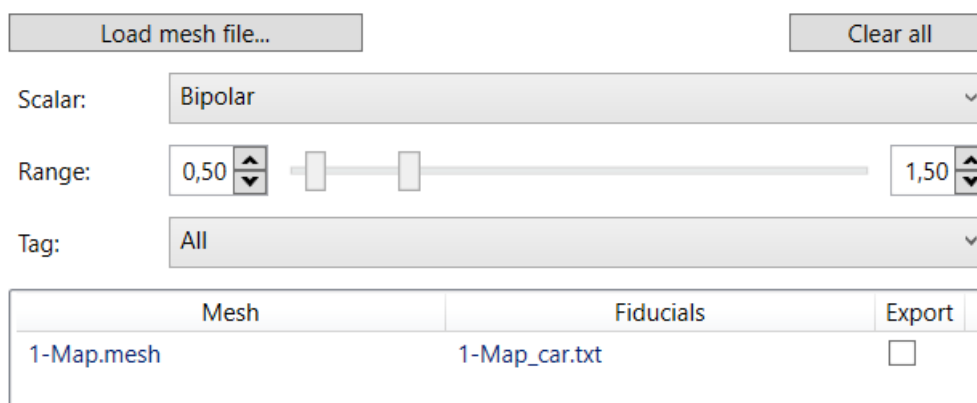 Load mesh file... Clear all
Scalar: Bipolar
Range: 0,50 1,50
Tag: All
Mesh Fiducials Export
1-Map.mesh 1-Map_car.txt